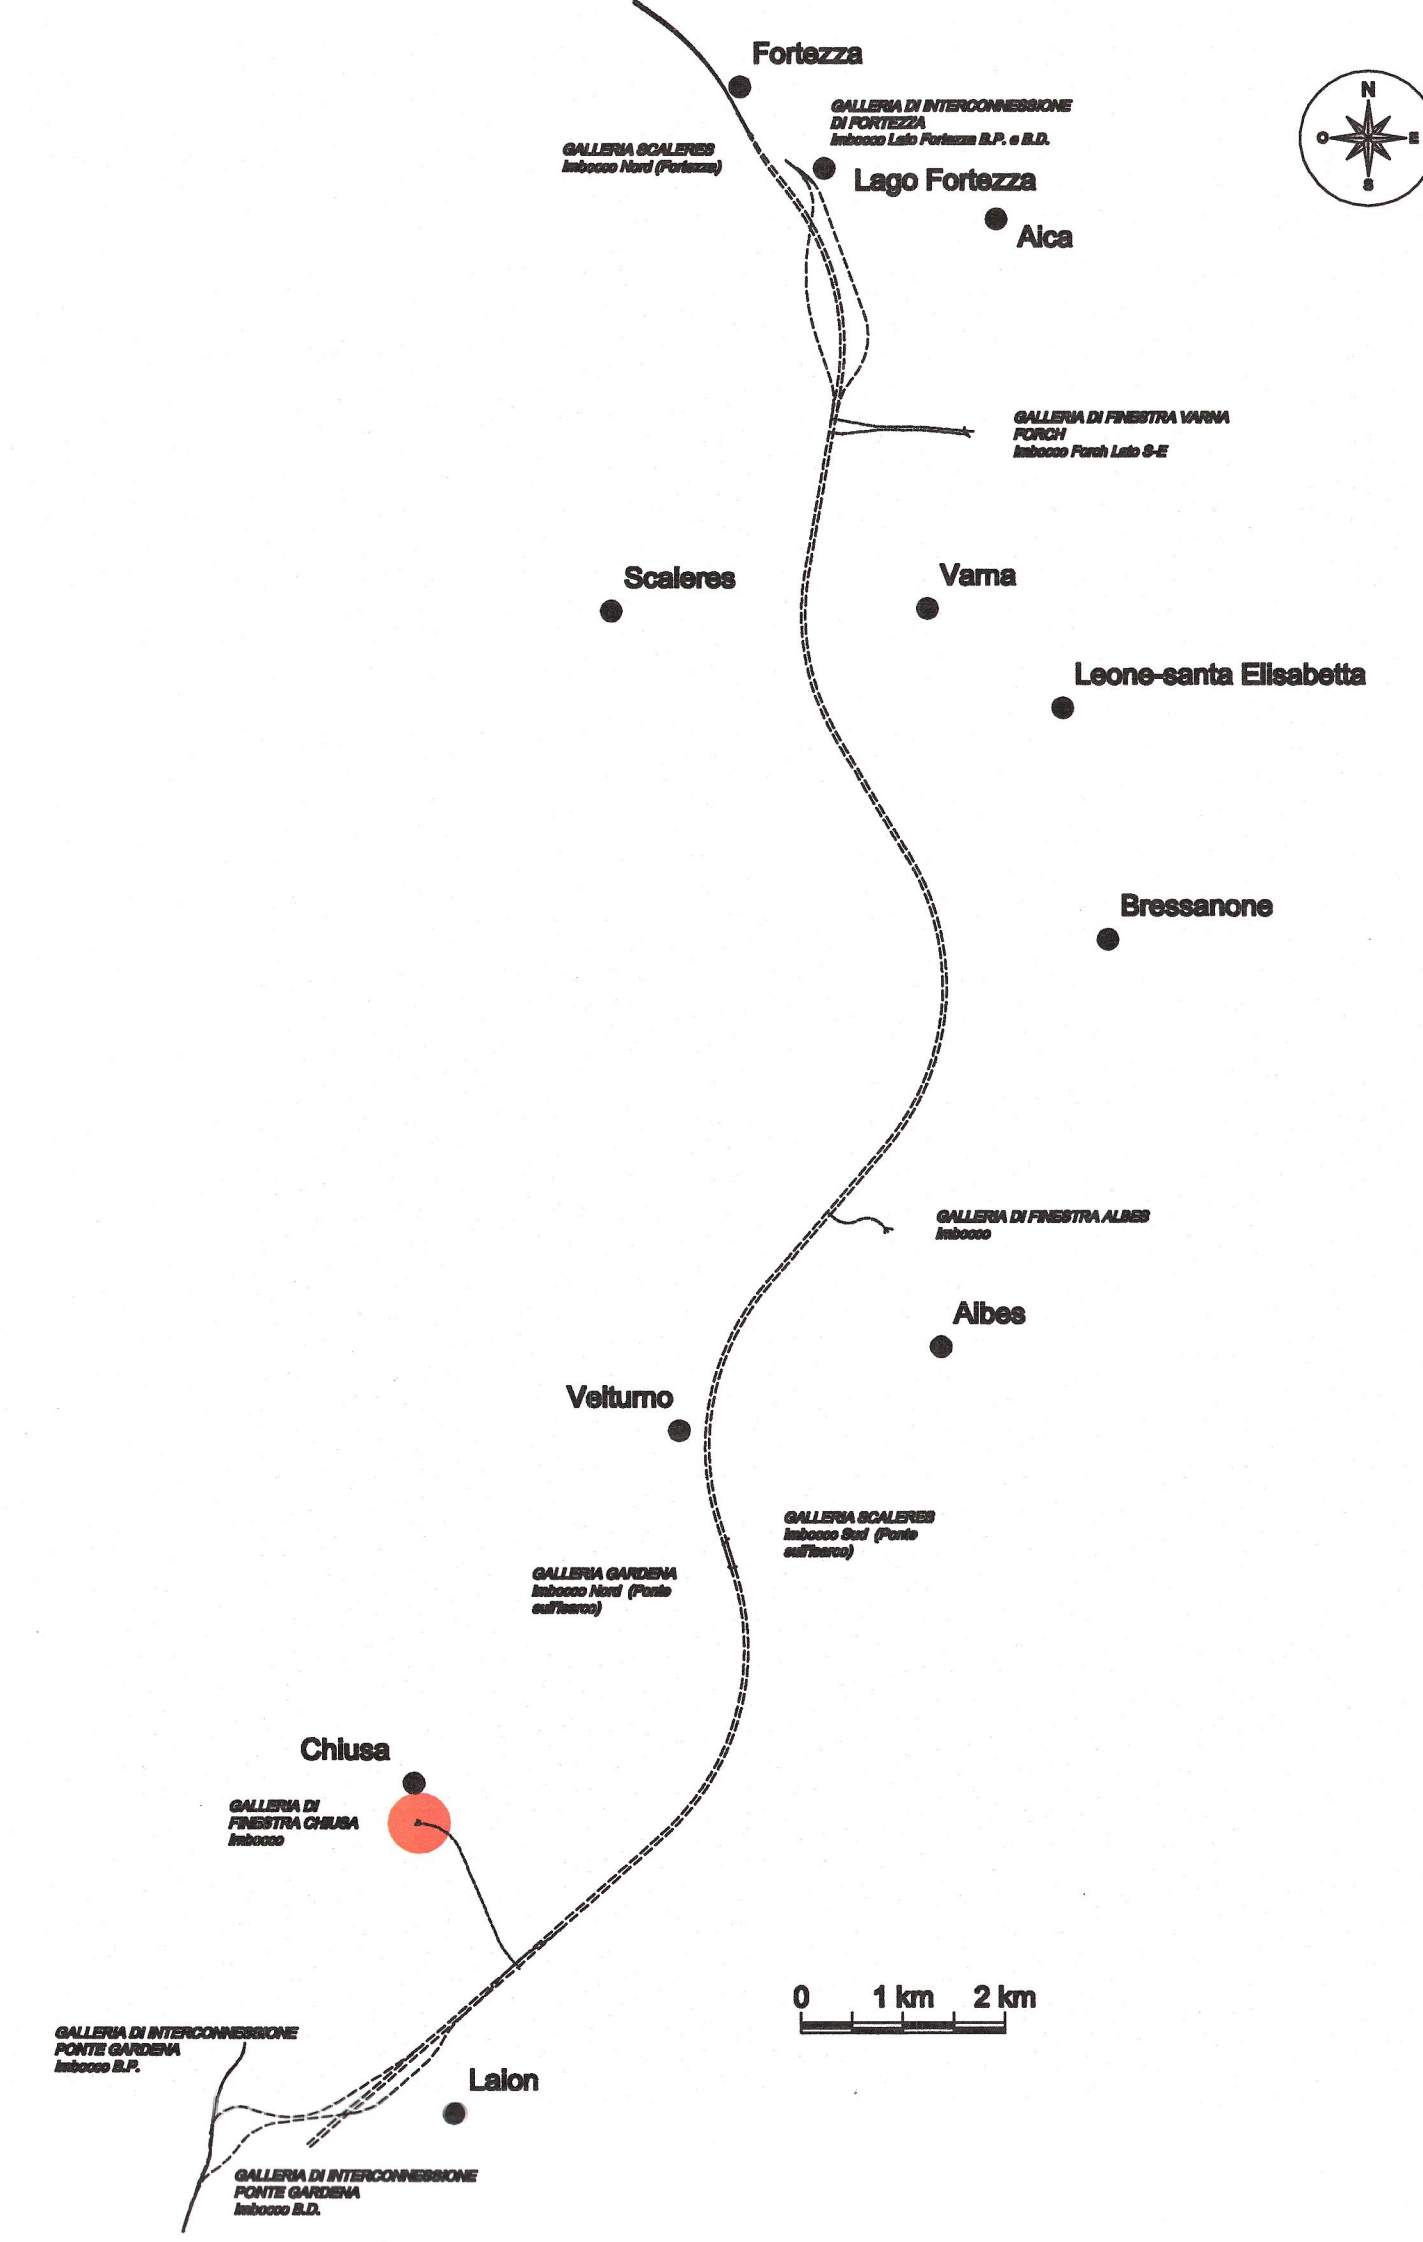 Fortezza
N
O
E
S
GALLERIA DI INTERCONNESSIONE
DI FORTEZZA
Imbocco Lato Fortezza B.P. e B.D.
GALLERIA SCALERES
Imbocco Nord (Fortezza)
Lago Fortezza
Aica
GALLERIA DI FINESTRA VARNA
FORCH
Imbocco Forch Lato S-E
Scaleres
Varna
Leone-santa Elisabetta
Bressanone
GALLERIA DI FINESTRA ALBES
Imbocco
Albes
Velturno
GALLERIA SCALERES
Imbocco Sud (Ponte
sull'Isarco)
GALLERIA GARDENA
Imbocco Nord (Ponte
sull'Isarco)
Chiusa
GALLERIA DI
FINESTRA CHIUSA
Imbocco
0 1 km 2 km
GALLERIA DI INTERCONNESSIONE
PONTE GARDENA
Imbocco B.P.
Laion
GALLERIA DI INTERCONNESSIONE
PONTE GARDENA
Imbocco B.D.